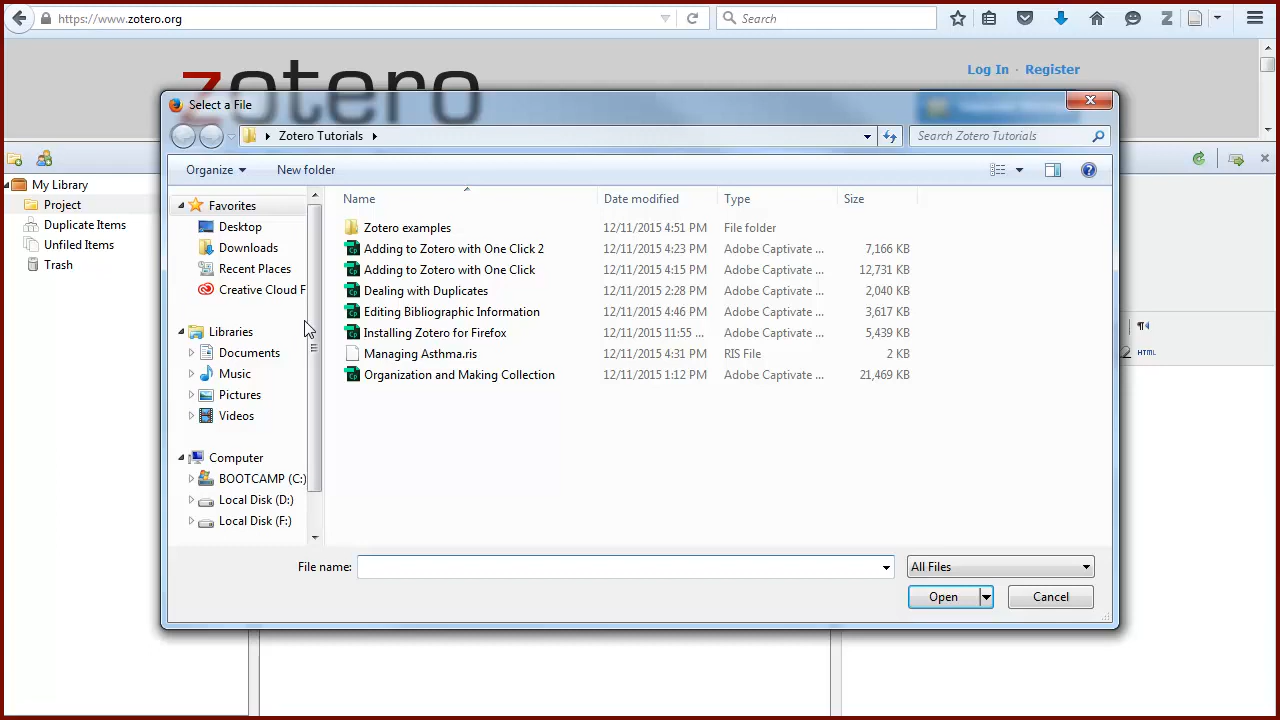 https://www.zotero.org
Search
zotero
Log In · Register
Select a File
Zotero Tutorials
Search Zotero Tutorials
Organize
New folder
My Library
Project
Duplicate Items
Unfiled Items
Trash
Favorites
Desktop
Downloads
Recent Places
Creative Cloud F
Libraries
Documents
Music
Pictures
Videos
Computer
BOOTCAMP (C:)
Local Disk (D:)
Local Disk (F:)
Name Date modified Type Size
Zotero examples 12/11/2015 4:51 PM File folder
Adding to Zotero with One Click 2 12/11/2015 4:23 PM Adobe Captivate ... 7,166 KB
Adding to Zotero with One Click 12/11/2015 4:15 PM Adobe Captivate ... 12,731 KB
Dealing with Duplicates 12/11/2015 2:28 PM Adobe Captivate ... 2,040 KB
Editing Bibliographic Information 12/11/2015 4:46 PM Adobe Captivate ... 3,617 KB
Installing Zotero for Firefox 12/11/2015 11:55 ... Adobe Captivate ... 5,439 KB
Managing Asthma.ris 12/11/2015 4:31 PM RIS File 2 KB
Organization and Making Collection 12/11/2015 1:12 PM Adobe Captivate ... 21,469 KB
HTML
File name:
All Files
Open
Cancel